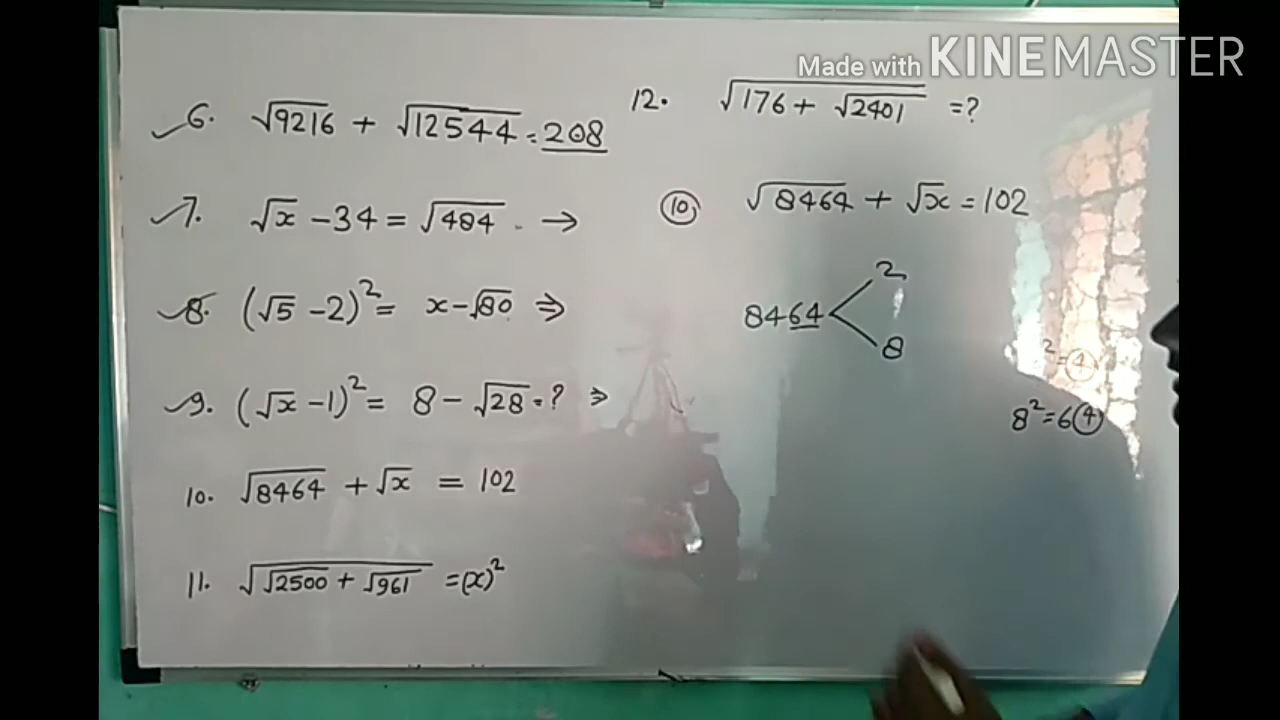 Made with KINEMASTER
6. √9216 + √12544 = 208
7. √x - 34 = √484 . →
8. (√5 - 2)² = x - √80 ⇒
9. (√x - 1)² = 8 - √28 = ? ⇒
10. √8464 + √x = 102
11. √(√2500 + √961) = (x)²
12. √(176 + √2401) = ?
(10) √8464 + √x = 102
8464 < 2
8
² = 4
8² = 64